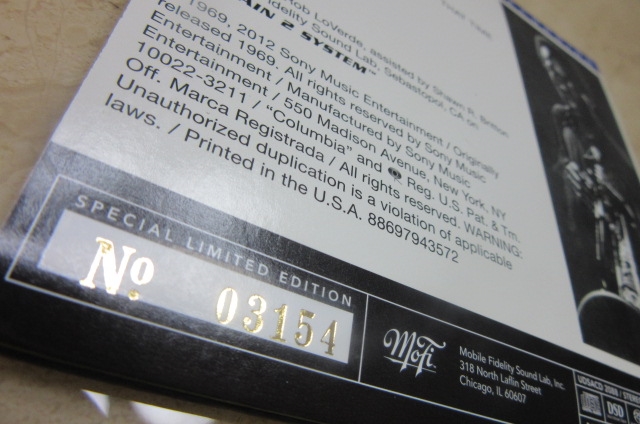 Rob LoVerde, assisted by Shawn R. Britton
Fidelity Sound Lab, Sebastopol, CA on
GAIN 2 SYSTEM™
1969, 2012 Sony Music Entertainment / Originally
released 1969. All rights reserved by Sony Music
Entertainment / Manufactured by Sony Music
Entertainment / 550 Madison Avenue, New York, NY
10022-3211 / "Columbia" and Reg. U.S. Pat. & Tm.
Off. Marca Registrada / All rights reserved. WARNING:
Unauthorized duplication is a violation of applicable
laws. / Printed in the U.S.A. 88697943572
SPECIAL LIMITED EDITION
No 03154
MoFi
Mobile Fidelity Sound Lab, Inc.
318 North Laflin Street
Chicago, IL 60607
UDSACD 2086 / STEREO
DSD